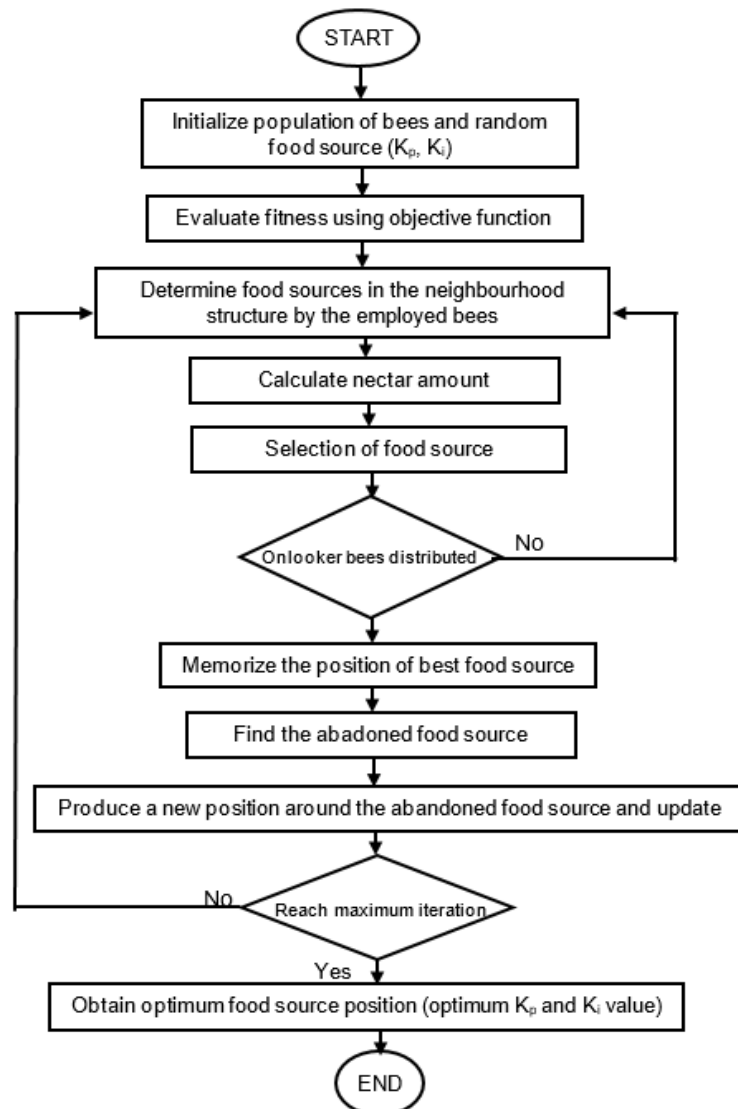 START
Initialize population of bees and random
food source (Kₚ, Kᵢ)
Evaluate fitness using objective function
Determine food sources in the neighbourhood
structure by the employed bees
Calculate nectar amount
Selection of food source
Onlooker bees distributed
No
Memorize the position of best food source
Find the abadoned food source
Produce a new position around the abandoned food source and update
No
Reach maximum iteration
Yes
Obtain optimum food source position (optimum Kₚ and Kᵢ value)
END